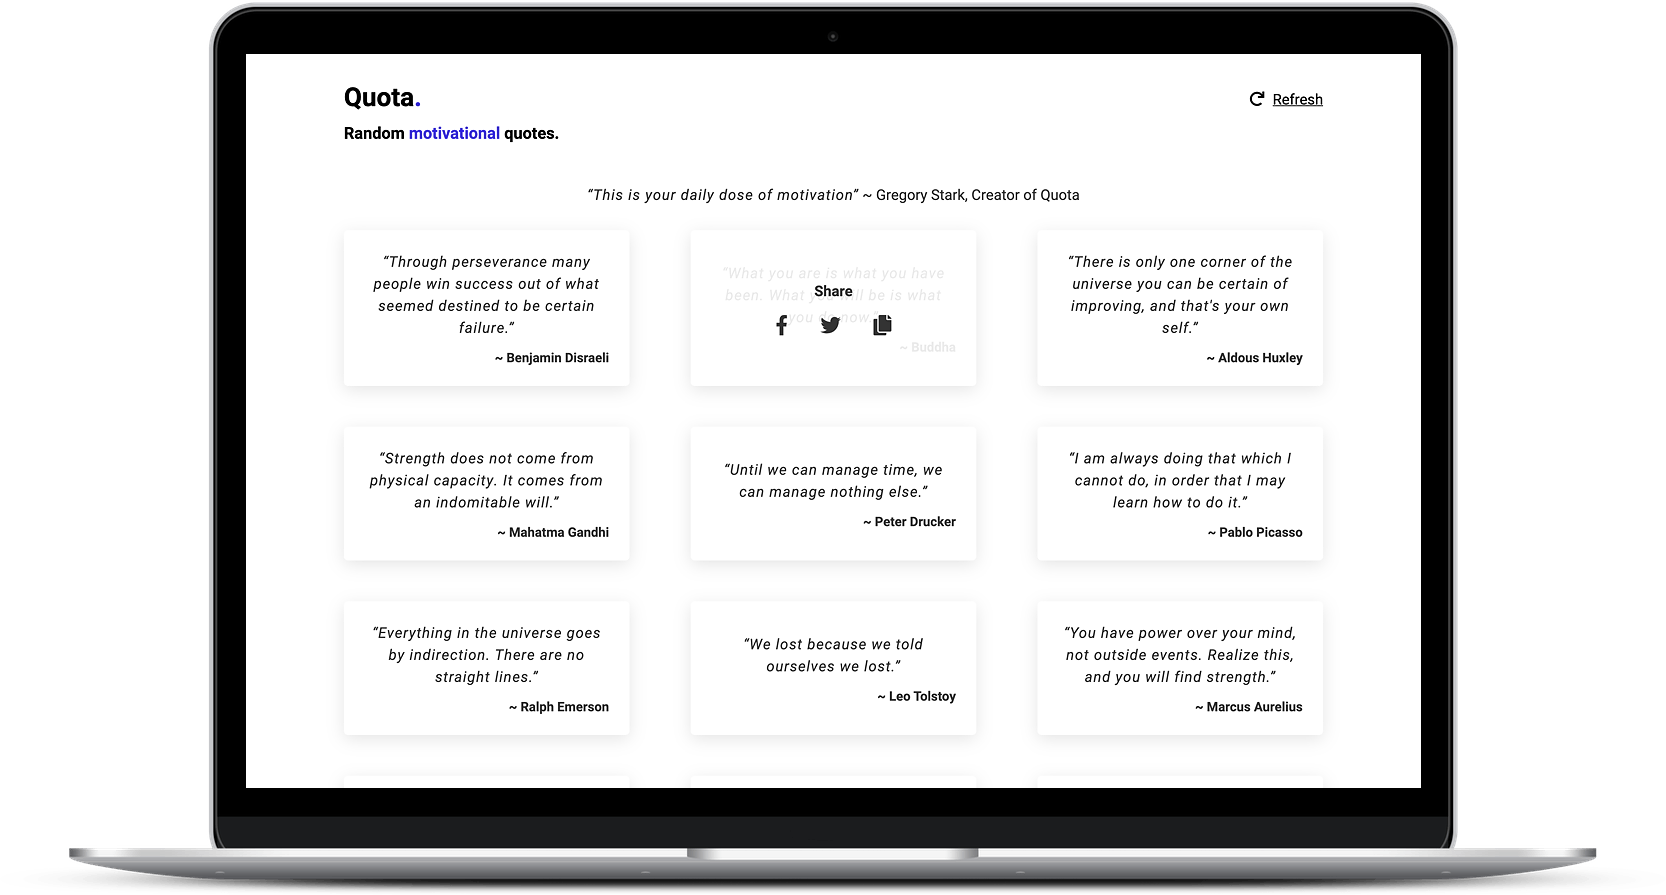 Quota.
Refresh
Random motivational quotes.
“This is your daily dose of motivation” ~ Gregory Stark, Creator of Quota
“Through perseverance many
people win success out of what
seemed destined to be certain
failure.”
~ Benjamin Disraeli
“What you are is what you have
been. What you will be is what
you do now.”
Share
~ Buddha
“There is only one corner of the
universe you can be certain of
improving, and that's your own
self.”
~ Aldous Huxley
“Strength does not come from
physical capacity. It comes from
an indomitable will.”
~ Mahatma Gandhi
“Until we can manage time, we
can manage nothing else.”
~ Peter Drucker
“I am always doing that which I
cannot do, in order that I may
learn how to do it.”
~ Pablo Picasso
“Everything in the universe goes
by indirection. There are no
straight lines.”
~ Ralph Emerson
“We lost because we told
ourselves we lost.”
~ Leo Tolstoy
“You have power over your mind,
not outside events. Realize this,
and you will find strength.”
~ Marcus Aurelius